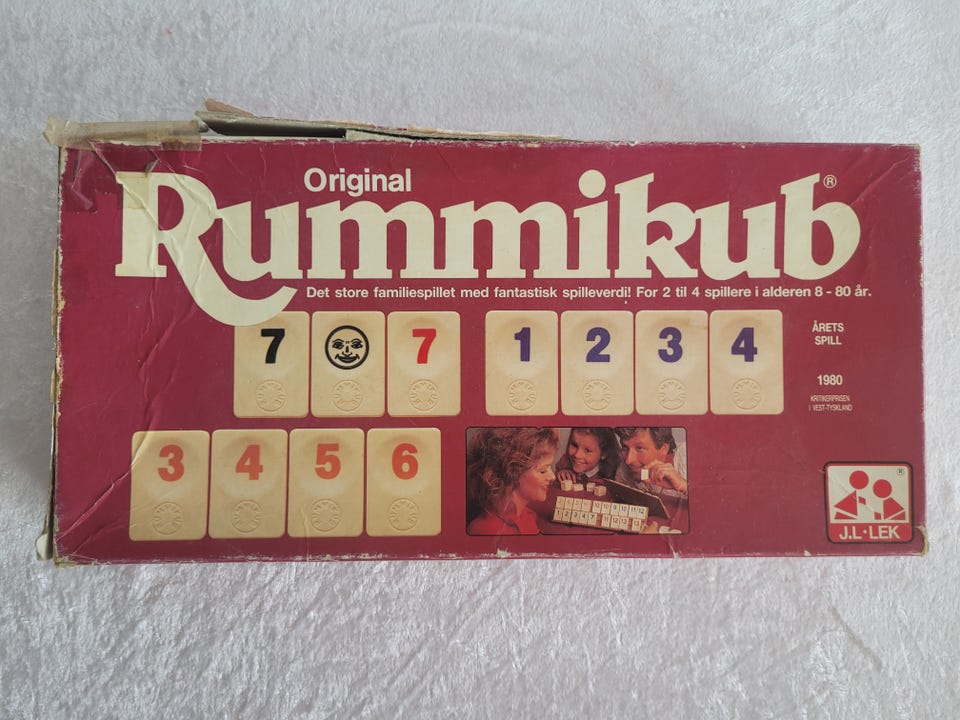 Original
Rummikub®
Det store familiespillet med fantastisk spilleverdi! For 2 til 4 spillere i alderen 8 - 80 år.
7 7 1 2 3 4
ÅRETS
SPILL
1980
KRITIKERPRISEN
I VEST-TYSKLAND
3 4 5 6
®
J.L·LEK